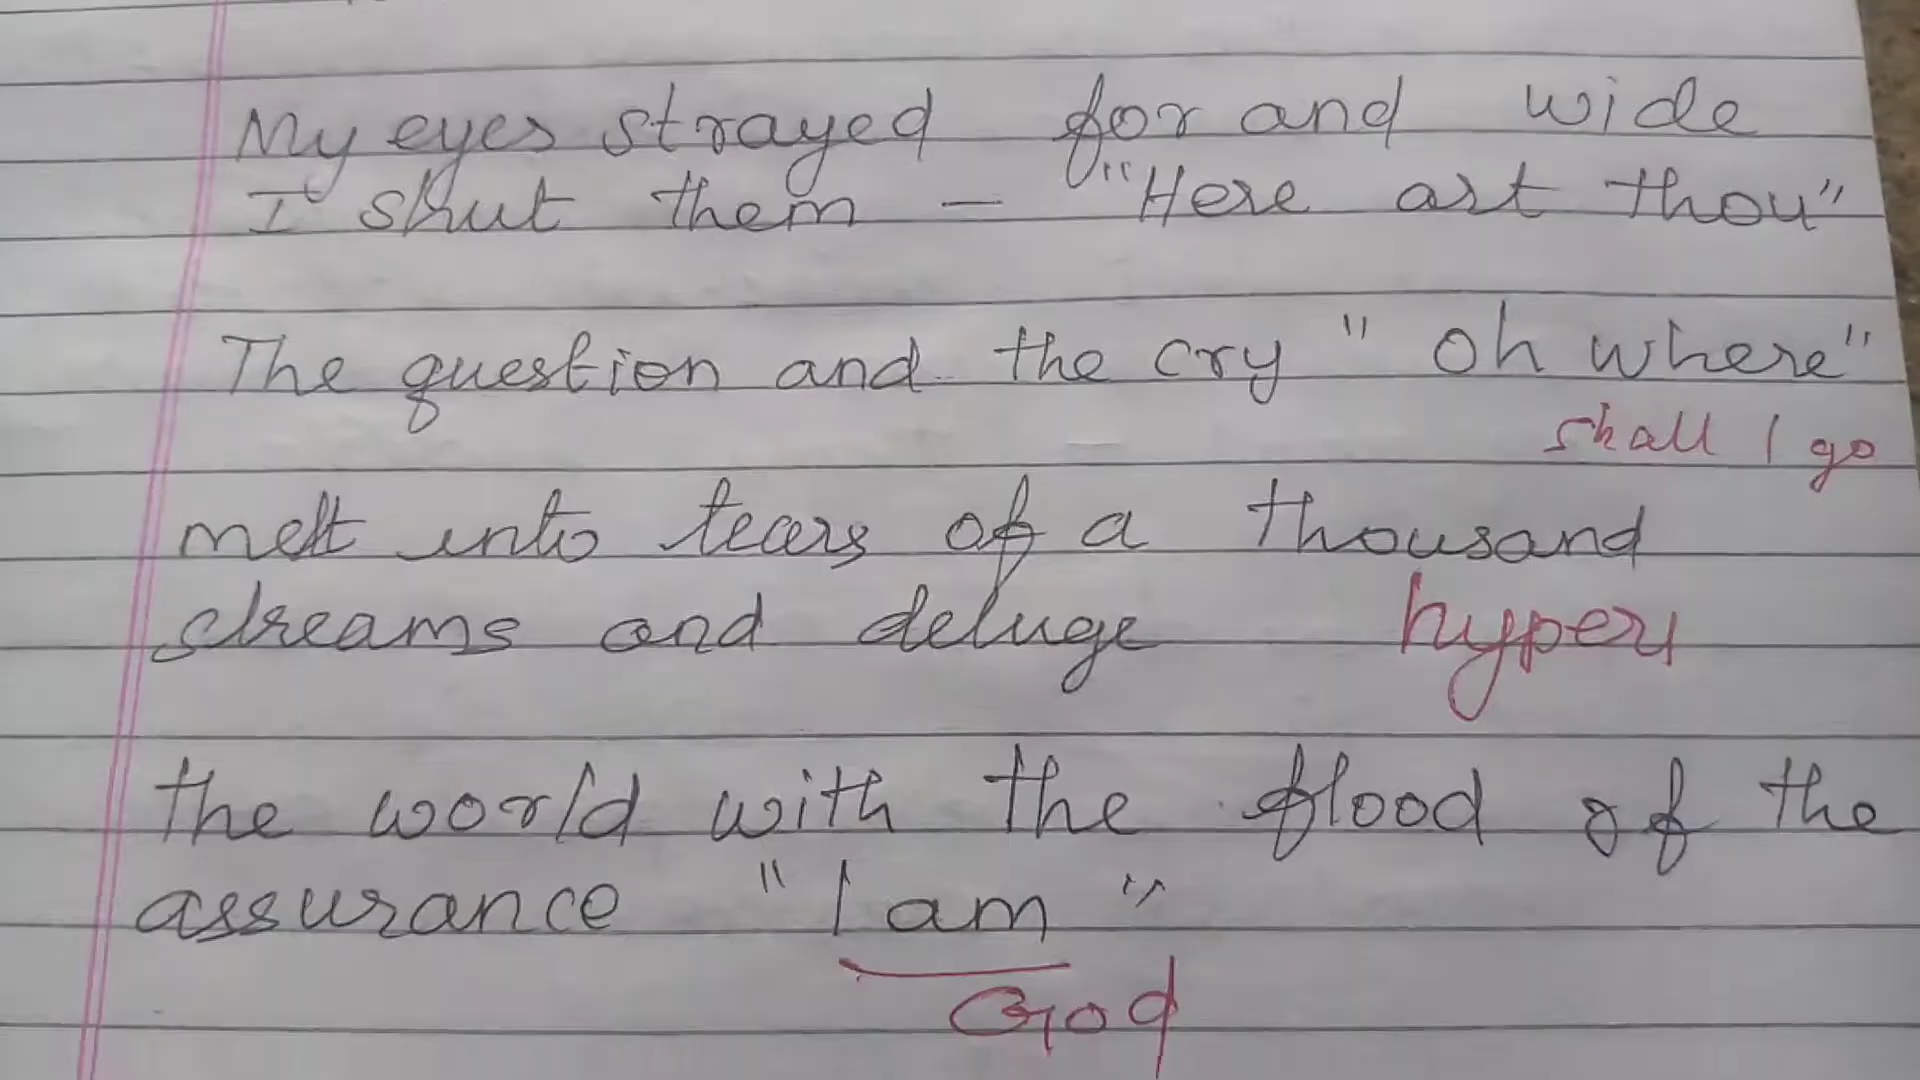 My eyes strayed for and wide
I shut them — "Here art thou"
The question and the cry "Oh where"
shall I go
melt into tears of a thousand
streams and deluge hyper
the world with the flood of the
assurance "I am"
God